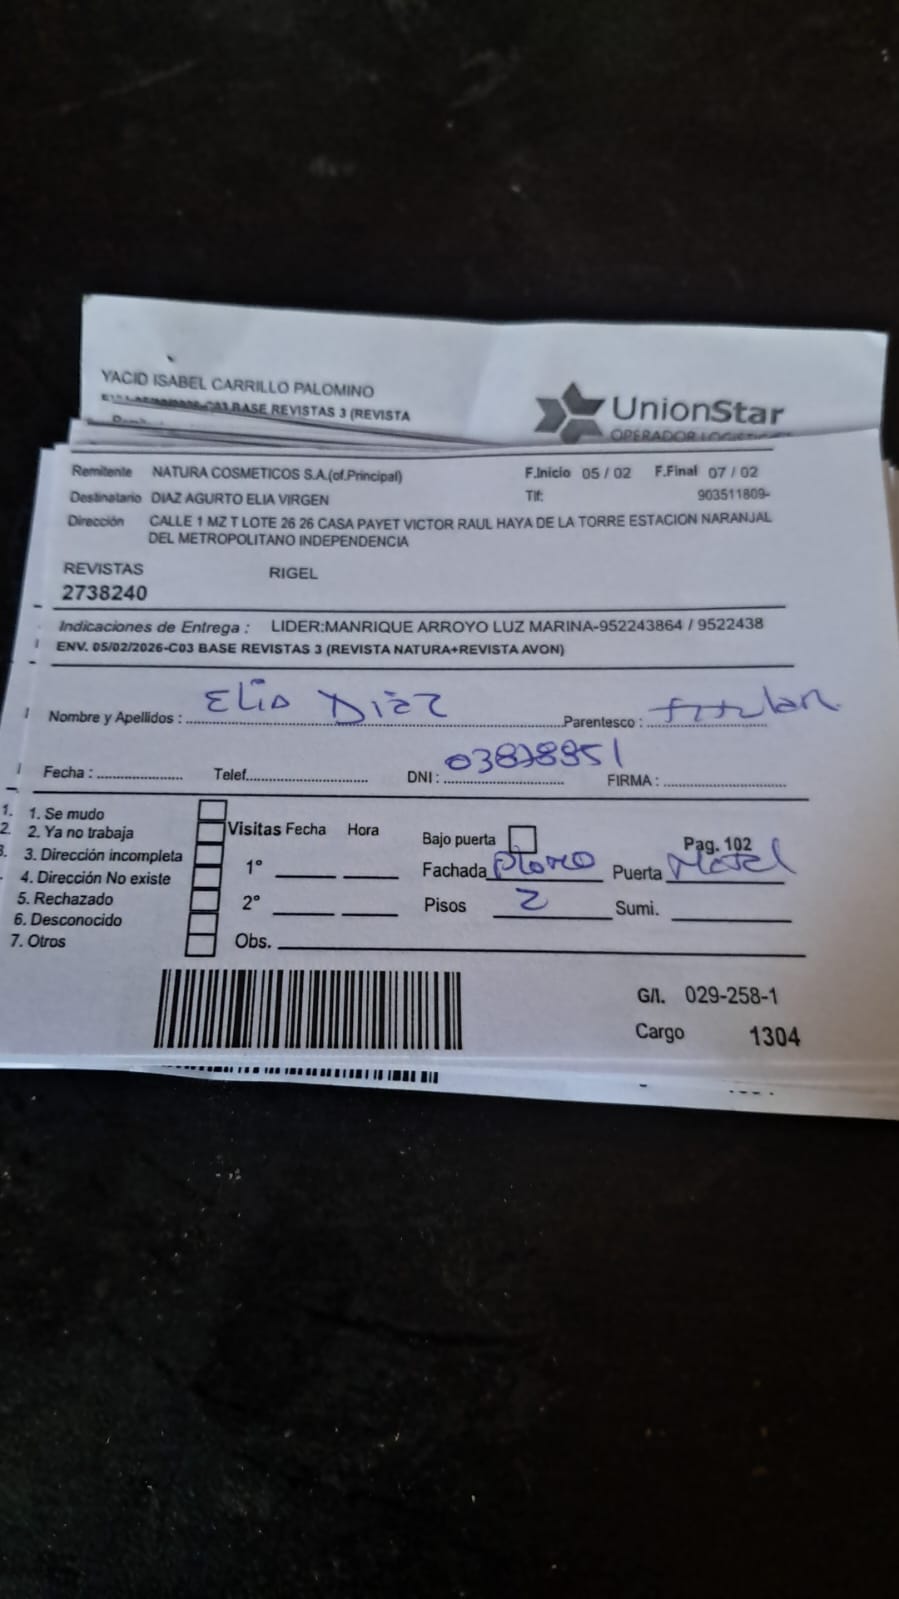 YACID ISABEL CARRILLO PALOMINO
BASE REVISTAS 3 (REVISTA
UnionStar
OPERADOR
Remitente NATURA COSMETICOS S.A.(of.Principal) F.Inicio 05 / 02 F.Final 07 / 02
Destinatario DIAZ AGURTO ELIA VIRGEN Tlf: 903511809-
Dirección CALLE 1 MZ T LOTE 26 26 CASA PAYET VICTOR RAUL HAYA DE LA TORRE ESTACION NARANJAL
DEL METROPOLITANO INDEPENDENCIA
REVISTAS RIGEL
2738240
Indicaciones de Entrega : LIDER:MANRIQUE ARROYO LUZ MARINA-952243864 / 9522438
ENV. 05/02/2026-C03 BASE REVISTAS 3 (REVISTA NATURA+REVISTA AVON)
Nombre y Apellidos : Elia Diaz Parentesco :
Fecha : Telef. DNI : FIRMA :
1. Se mudo
2. Ya no trabaja
3. Dirección incompleta
4. Dirección No existe
5. Rechazado
6. Desconocido
7. Otros
Visitas Fecha Hora
1º
2º
Obs.
Bajo puerta Pag. 102
Fachada Plomo Puerta Metal
Pisos 2 Sumi.
G/I. 029-258-1
Cargo 1304